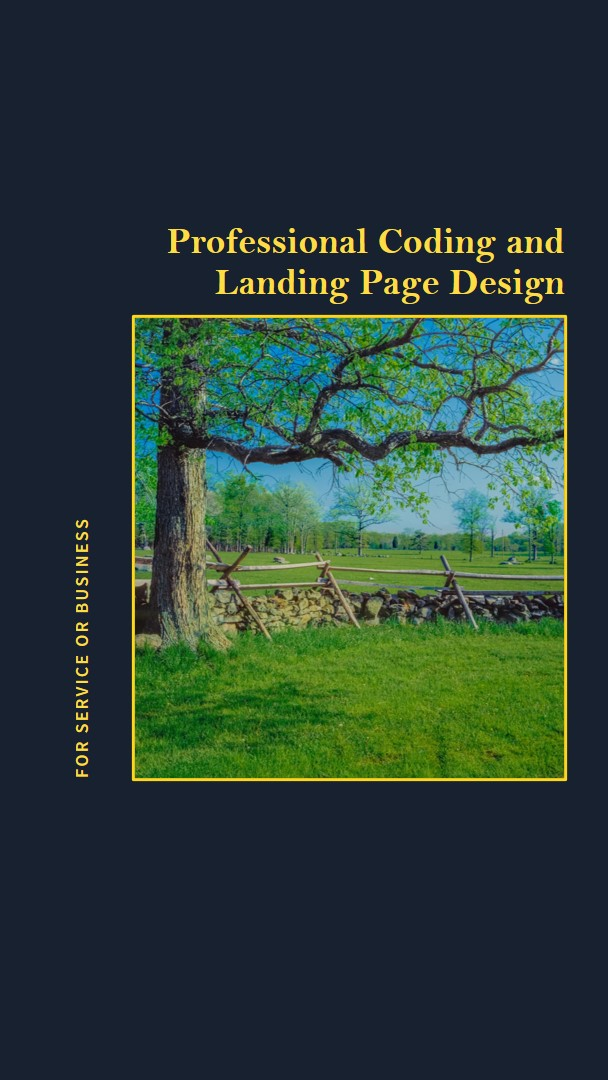 Professional Coding and
Landing Page Design
FOR SERVICE OR BUSINESS